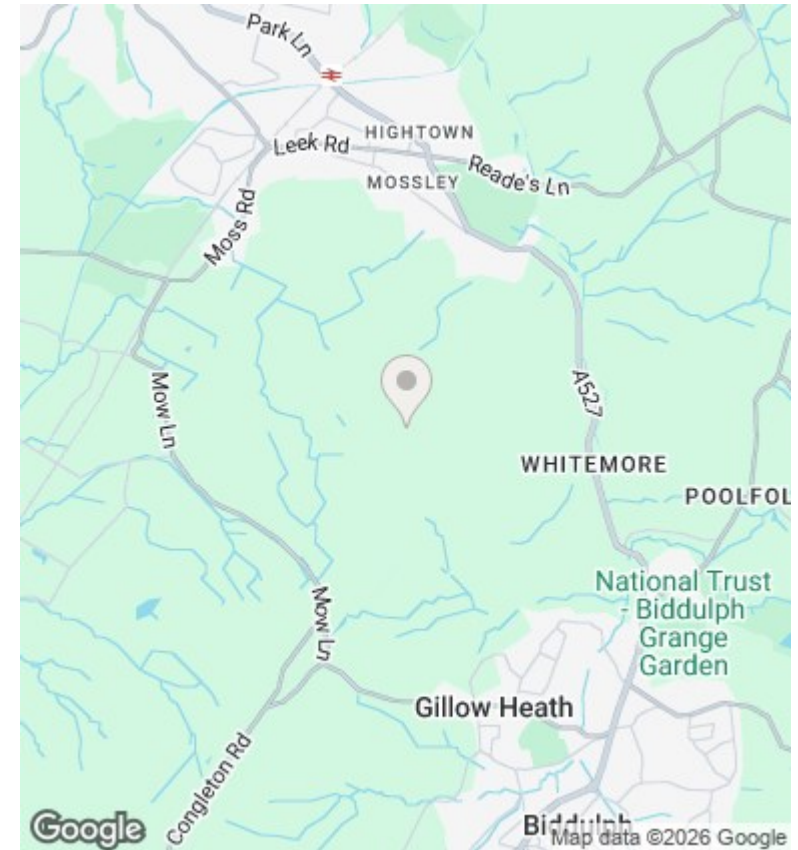 Park Ln
HIGHTOWN
Leek Rd
Reade's Ln
MOSSLEY
Moss Rd
Mow Ln
A527
WHITEMORE
POOLFOL
National Trust
- Biddulph
Grange
Garden
Mow Ln
Gillow Heath
Congleton Rd
Biddulph
Google
Map data ©2026 Google